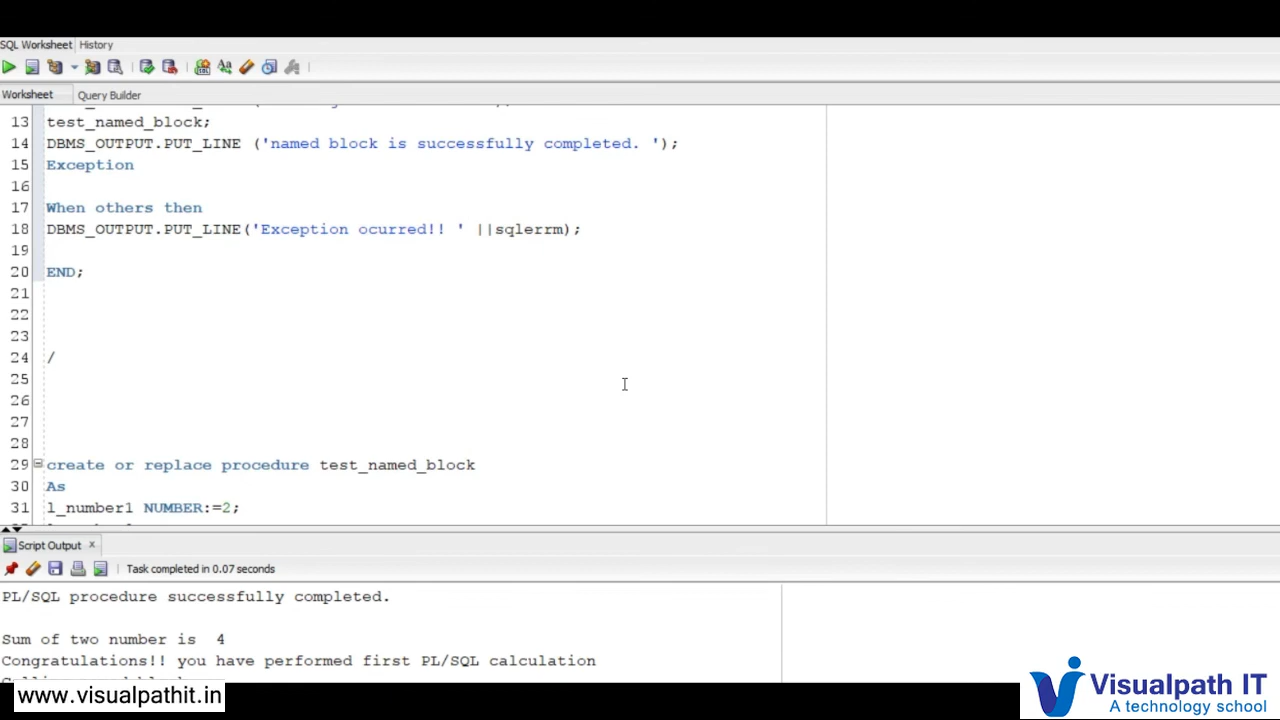 SQL Worksheet History
Worksheet Query Builder
13 test_named_block;
14 DBMS_OUTPUT.PUT_LINE ('named block is successfully completed. ');
15 Exception
16
17 When others then
18 DBMS_OUTPUT.PUT_LINE('Exception ocurred!! ' ||sqlerrm);
19
20 END;
21
22
23
24 /
25
26
27
28
29 create or replace procedure test_named_block
30 As
31 l_number1 NUMBER:=2;
Script Output x
Task completed in 0.07 seconds
PL/SQL procedure successfully completed.
Sum of two number is 4
Congratulations!! you have performed first PL/SQL calculation
www.visualpathit.in
Visualpath IT
A technology school